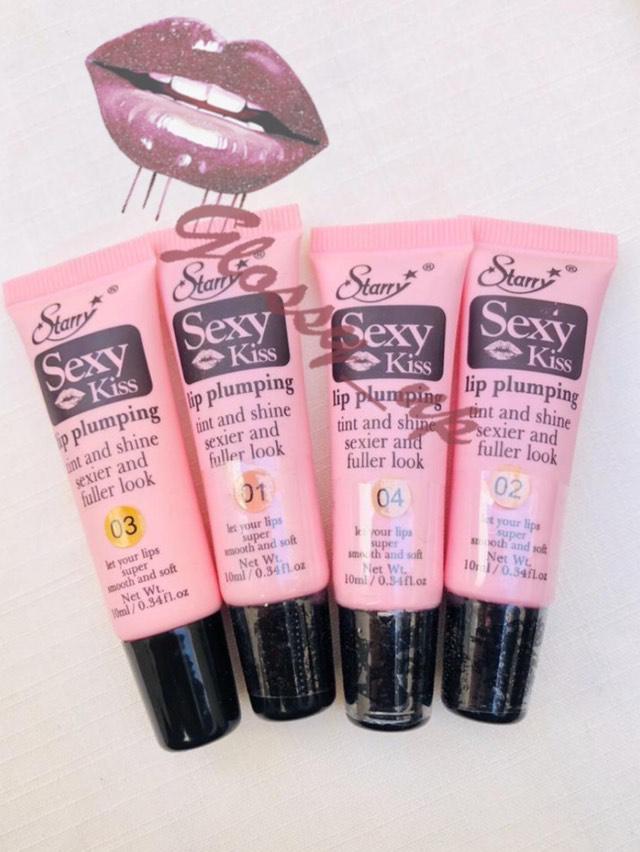 Starry®
Sexy
Kiss
lip plumping
tint and shine
sexier and
fuller look
03
let your lips
super
smooth and soft
Net Wt.
10ml / 0.34fl.oz
Starry®
Sexy
Kiss
lip plumping
tint and shine
sexier and
fuller look
01
let your lips
super
smooth and soft
Net Wt.
10ml / 0.34fl.oz
Starry®
Sexy
Kiss
lip plumping
tint and shine
sexier and
fuller look
04
let your lips
super
smooth and soft
Net Wt.
10ml / 0.34fl.oz
Starry®
Sexy
Kiss
lip plumping
tint and shine
sexier and
fuller look
02
let your lips
super
smooth and soft
Net Wt.
10ml / 0.34fl.oz